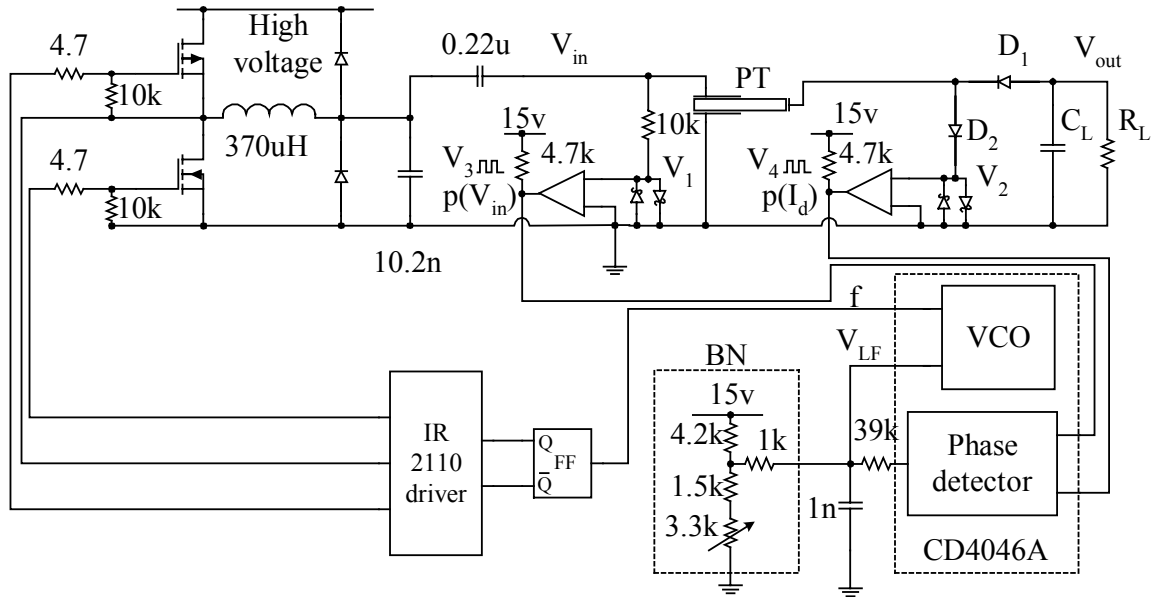 High
voltage
4.7
10k
370uH
4.7
10k
10.2n
0.22u
V_in
PT
D_1
V_out
15v
10k
4.7k
V_3
p(V_in)
V_1
15v
4.7k
V_4
p(I_d)
D_2
V_2
C_L
R_L
f
VCO
V_LF
BN
15v
4.2k
1k
39k
Phase
detector
1.5k
3.3k
1n
CD4046A
IR
2110
driver
Q
FF
Q̅